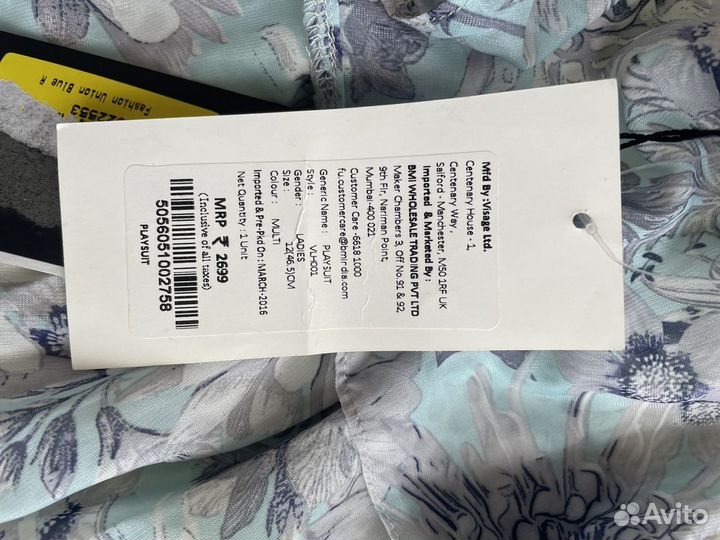 Mfd By :Visage Ltd.
Centenary House - 1,
Centenary Way ,
Salford - Manchester, M50 1RF UK
Imported & Marketed By :
BMI WHOLESALE TRADING PVT LTD
Maker Chambers 3, Off No 91 & 92,
9th Flr, Nariman Point,
Mumbai-400 021
Customer Care -6618 1000
fu.customercare@bmirdia.com
Generic Name : PLAYSUIT
Style : VLH001
Gender : LADIES
Size : 12(46.5)CM
Colour : MULTI
Imported & Pre-Pkd On : MARCH-2016
Net Quantity : 1 Unit
MRP ₹ 2699
(Inclusive of all taxes)
5056051002758
PLAYSUIT
Fashion Union Blue R
22553
Avito